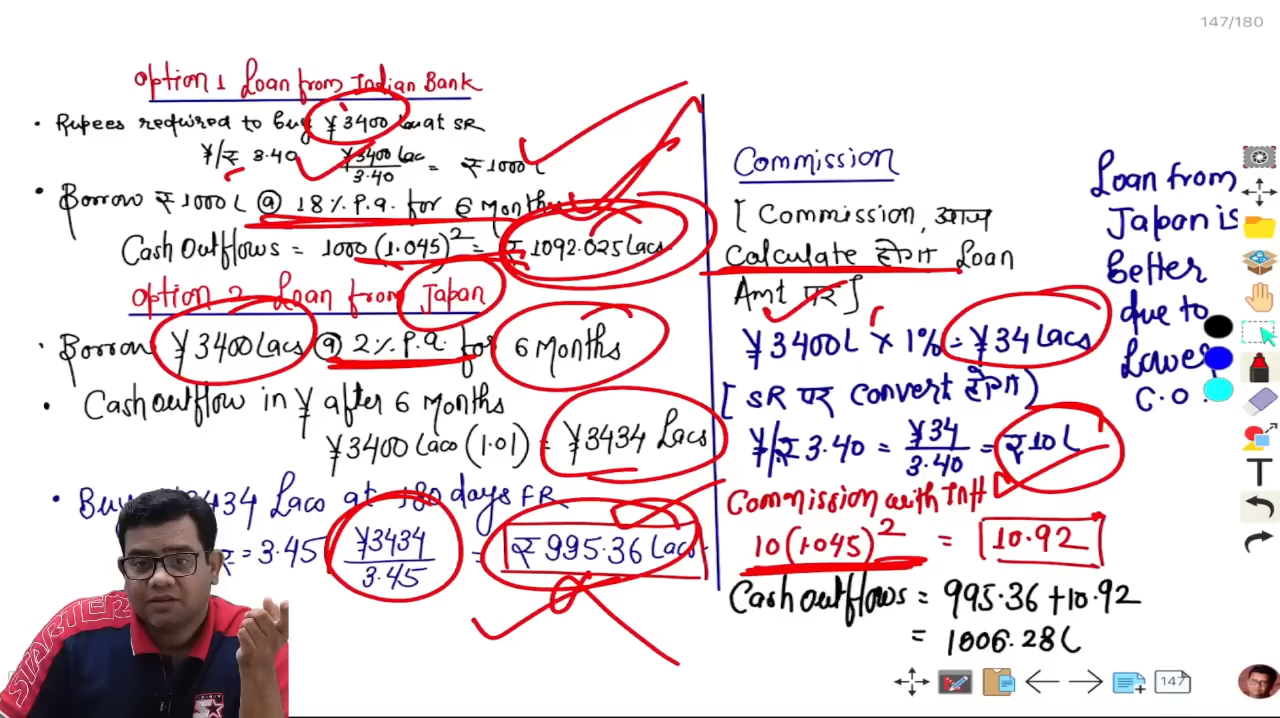 147/180
Option 1 Loan from Indian Bank
• Rupees required to buy ¥3400 Lac at SR
¥/₹ 3.40 ¥3400 Lac / 3.40 = ₹ 1000 L
• Borrow ₹ 1000 L @ 18% P.a. for 6 Months
Cash Outflows = 1000 (1.045)² = ₹ 1092.025 Lacs
Option 2 Loan from Japan
• Borrow ¥3400 Lacs @ 2% P.a. for 6 Months
• Cash outflow in ¥ after 6 Months
¥3400 Lacs (1.01) = ¥3434 Lacs
• Buy 3434 Lacs at 180 days FR
₹ = 3.45 ¥3434 / 3.45 = ₹ 995.36 Lacs
Commission
[ Commission, आज
Calculate होगा Loan
Amt पर ]
¥3400L × 1% = ¥34 Lacs
[ SR पर Convert होगा )
¥/₹ 3.40 = ¥34 / 3.40 = ₹ 10 L
Commission with Int
10 (1.045)² = 10.92
Cash outflows = 995.36 + 10.92
= 1006.28 L
Loan from
Japan is
better
due to
Lower
C.O.
STARTER
147